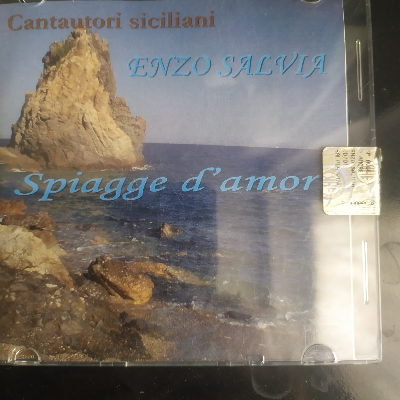 Cantautori siciliani
ENZO SALVIA
Spiagge d'amor